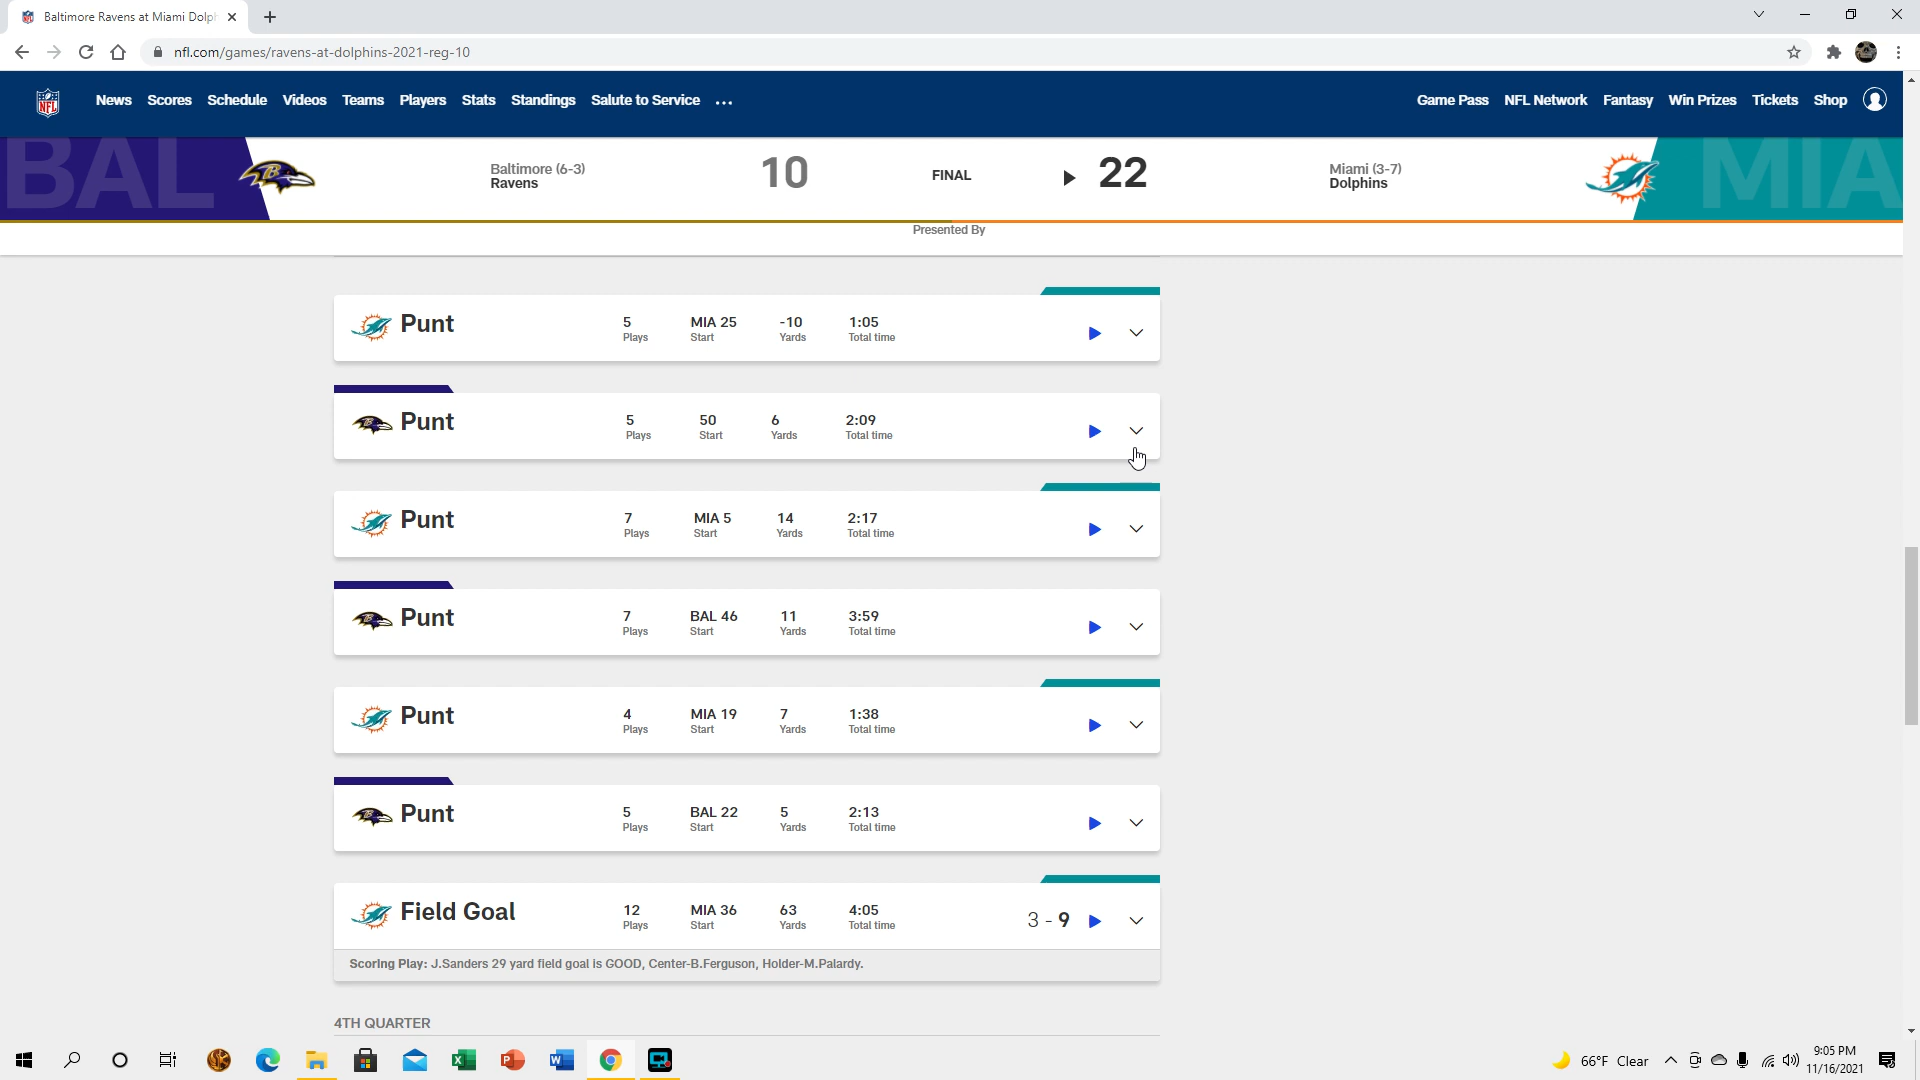 Baltimore Ravens at Miami Dolph
nfl.com/games/ravens-at-dolphins-2021-reg-10
NFL News Scores Schedule Videos Teams Players Stats Standings Salute to Service ... Game Pass NFL Network Fantasy Win Prizes Tickets Shop
BAL Baltimore (6-3) 10 FINAL 22 Miami (3-7) MIA
Ravens Dolphins
Presented By
Punt 5 MIA 25 -10 1:05
Plays Start Yards Total time
Punt 5 50 6 2:09
Plays Start Yards Total time
Punt 7 MIA 5 14 2:17
Plays Start Yards Total time
Punt 7 BAL 46 11 3:59
Plays Start Yards Total time
Punt 4 MIA 19 7 1:38
Plays Start Yards Total time
Punt 5 BAL 22 5 2:13
Plays Start Yards Total time
Field Goal 12 MIA 36 63 4:05 3 - 9
Plays Start Yards Total time
Scoring Play: J.Sanders 29 yard field goal is GOOD, Center-B.Ferguson, Holder-M.Palardy.
4TH QUARTER
66°F Clear 9:05 PM
11/16/2021